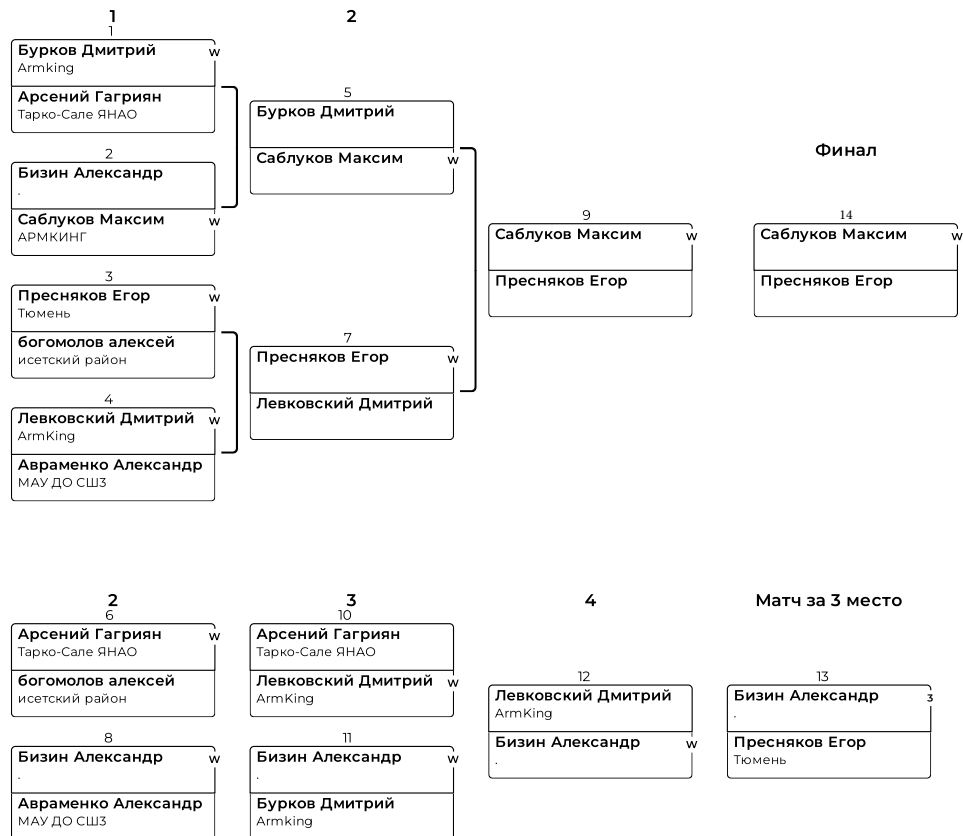 1
2
1
Бурков Дмитрий
w
Armking
Арсений Гагриян
Тарко-Сале ЯНАО
2
Бизин Александр
.
Саблуков Максим
w
АРМКИНГ
3
Пресняков Егор
w
Тюмень
богомолов алексей
исетский район
4
Левковский Дмитрий
w
ArmKing
Авраменко Александр
МАУ ДО СШ3
5
Бурков Дмитрий
Саблуков Максим
w
7
Пресняков Егор
w
Левковский Дмитрий
9
Саблуков Максим
w
Пресняков Егор
Финал
14
Саблуков Максим
w
Пресняков Егор
2
3
4
Матч за 3 место
6
Арсений Гагриян
w
Тарко-Сале ЯНАО
богомолов алексей
исетский район
8
Бизин Александр
w
.
Авраменко Александр
МАУ ДО СШ3
10
Арсений Гагриян
Тарко-Сале ЯНАО
Левковский Дмитрий
w
ArmKing
11
Бизин Александр
w
.
Бурков Дмитрий
Armking
12
Левковский Дмитрий
ArmKing
Бизин Александр
w
.
13
Бизин Александр
3
.
Пресняков Егор
Тюмень